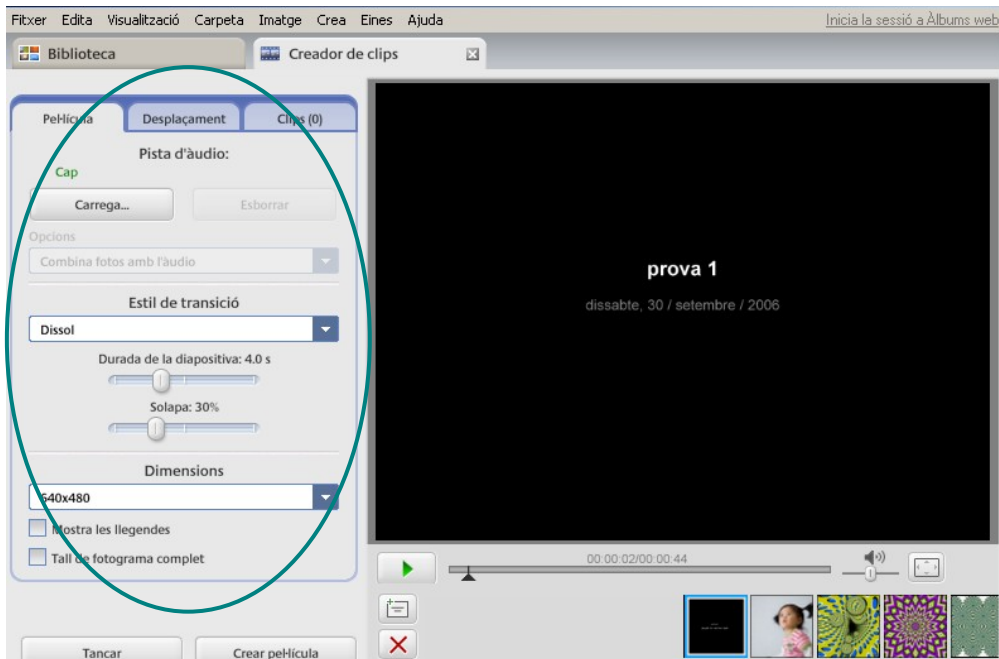 Fitxer Edita Visualització Carpeta Imatge Crea Eines Ajuda
Inicia la sessió a Àlbums web
Biblioteca
Creador de clips
Pel·lícula
Desplaçament
Clips (0)
Pista d'àudio:
Cap
Carrega...
Esborrar
Opcions
Combina fotos amb l'àudio
Estil de transició
Dissol
Durada de la diapositiva: 4.0 s
Solapa: 30%
Dimensions
640x480
Mostra les llegendes
Tall de fotograma complet
Tancar
Crear pel·lícula
prova 1
dissabte, 30 / setembre / 2006
00:00:02/00:00:44